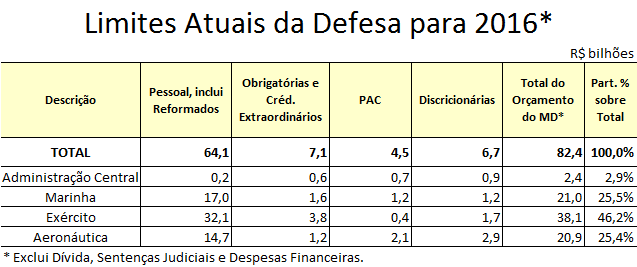 Limites Atuais da Defesa para 2016*
R$ bilhões
Descrição Pessoal, inclui Reformados Obrigatórias e Créd. Extraordinários PAC Discricionárias Total do Orçamento do MD* Part. % sobre Total
TOTAL 64,1 7,1 4,5 6,7 82,4 100,0%
Administração Central 0,2 0,6 0,7 0,9 2,4 2,9%
Marinha 17,0 1,6 1,2 1,2 21,0 25,5%
Exército 32,1 3,8 0,4 1,7 38,1 46,2%
Aeronáutica 14,7 1,2 2,1 2,9 20,9 25,4%
* Exclui Dívida, Sentenças Judiciais e Despesas Financeiras.